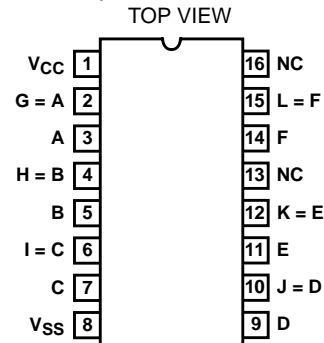 TOP VIEW
VCC 1 16 NC
G = A 2 15 L = F
A 3 14 F
H = B 4 13 NC
B 5 12 K = E
I = C 6 11 E
C 7 10 J = D
VSS 8 9 D